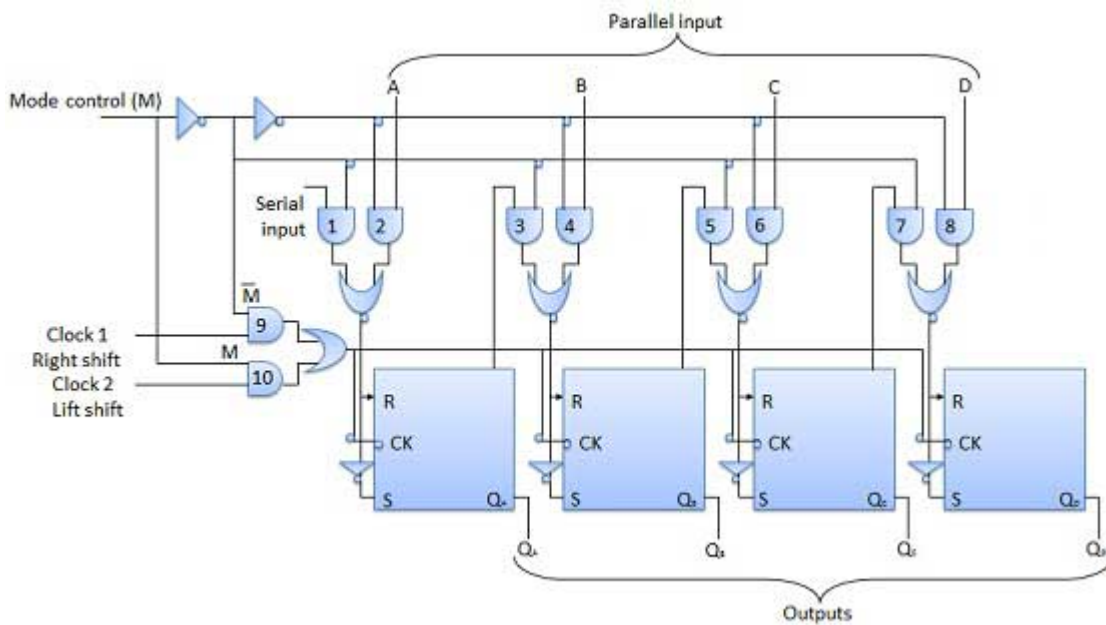 Parallel input
A
B
C
D
Mode control (M)
Serial
input
1
2
3
4
5
6
7
8
M̅
9
Clock 1
Right shift
M
10
Clock 2
Lift shift
R
CK
S
Q
R
CK
S
Q
R
CK
S
Q
R
CK
S
Q
Q
Q
Q
Q
Outputs